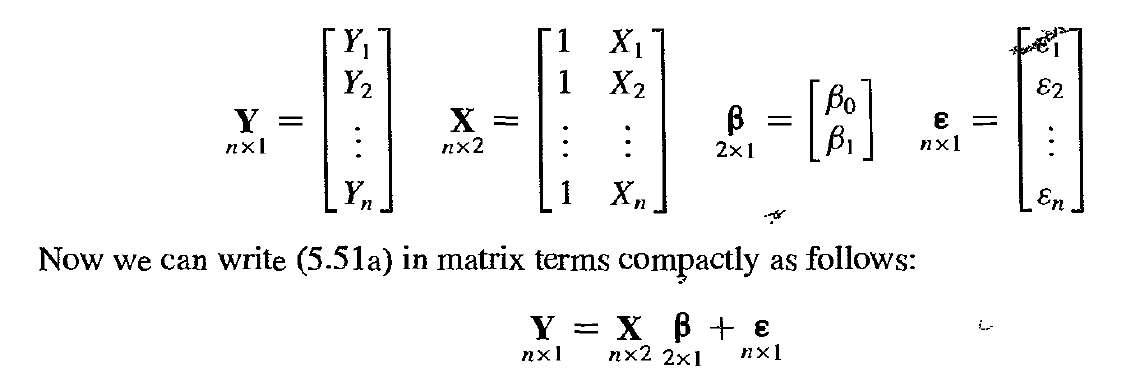 Y = [Y₁ Y₂ ⋮ Yₙ] X = [1 X₁ 1 X₂ ⋮ ⋮ 1 Xₙ] β = [β₀ β₁] ε = [ε₁ ε₂ ⋮ εₙ]
n×1 n×2 2×1 n×1
Now we can write (5.51a) in matrix terms compactly as follows:
Y = X β + ε
n×1 n×2 2×1 n×1